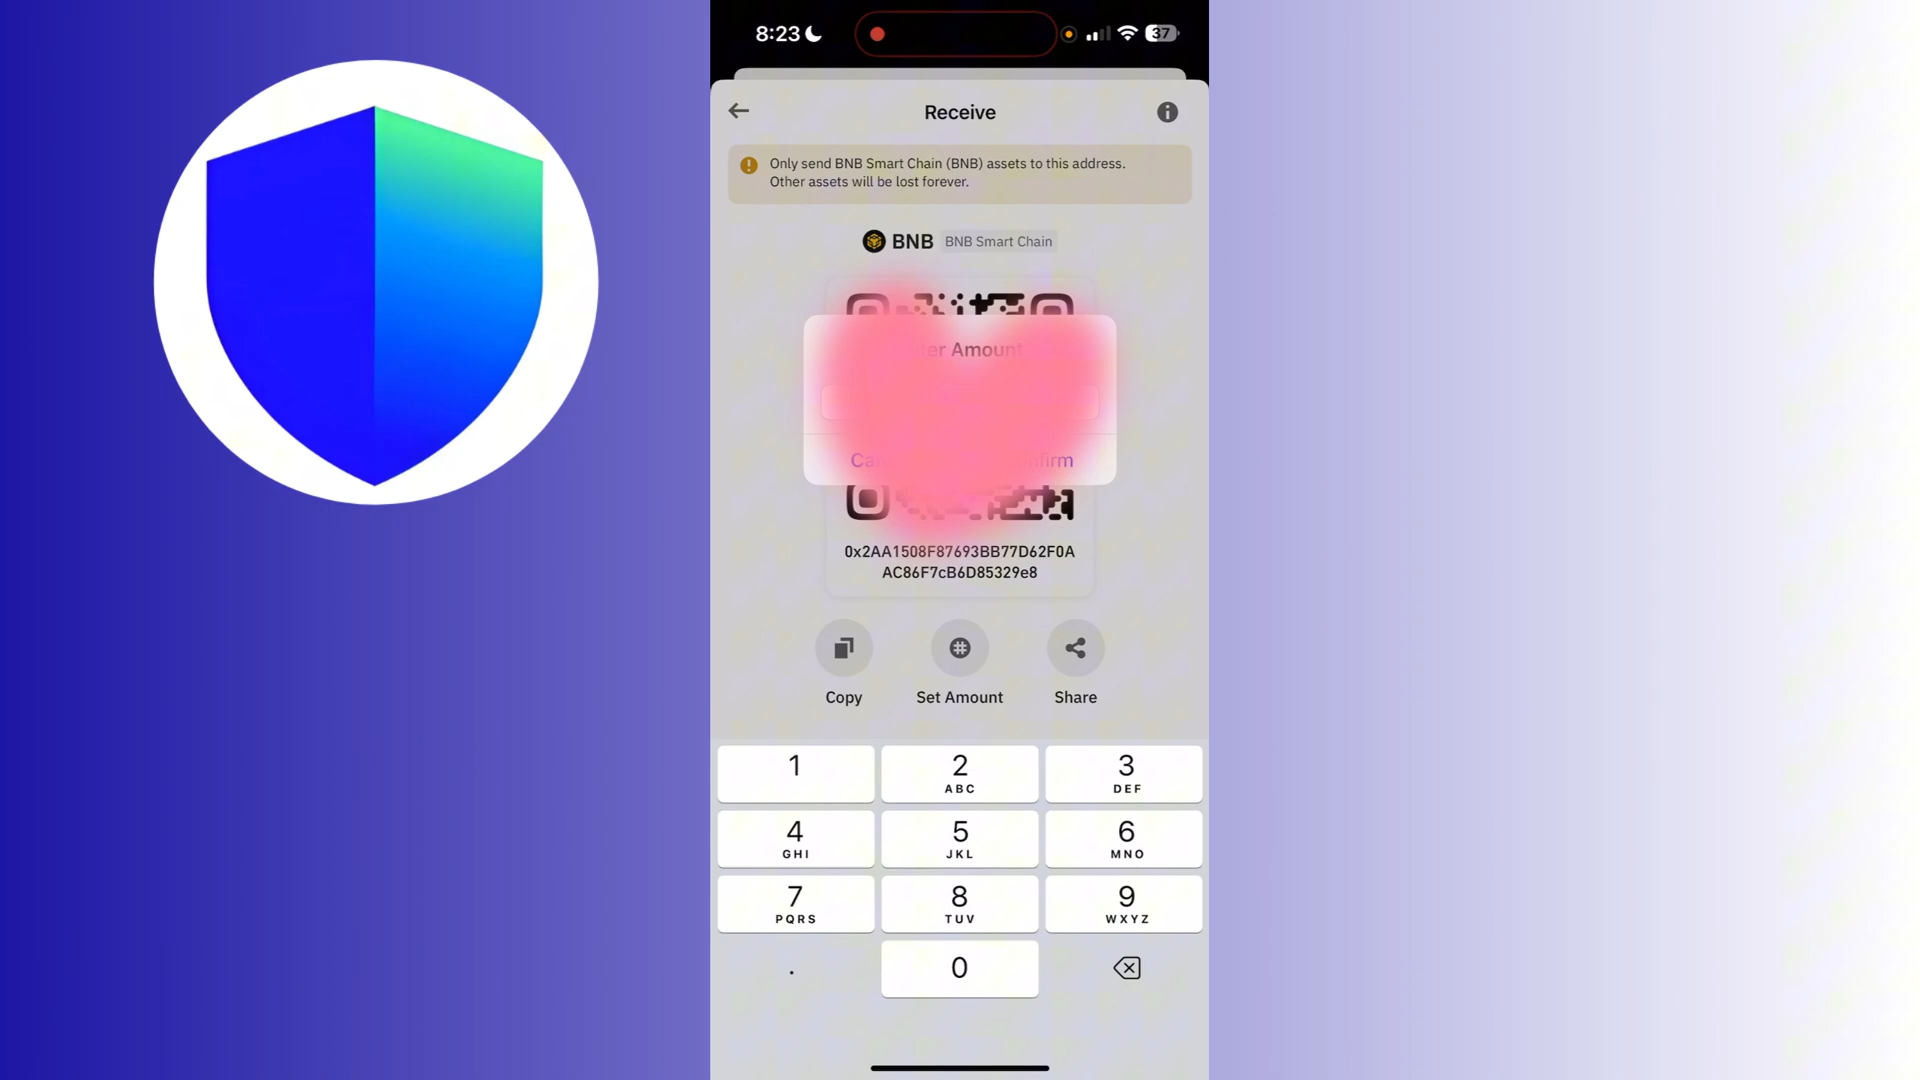 8:23
37
Receive
Only send BNB Smart Chain (BNB) assets to this address.
Other assets will be lost forever.
BNB BNB Smart Chain
Amount
0x2AA1508F87693BB77D62F0A
AC86F7cB6D85329e8
Copy
Set Amount
Share
1
2 ABC
3 DEF
4 GHI
5 JKL
6 MNO
7 PQRS
8 TUV
9 WXYZ
.
0